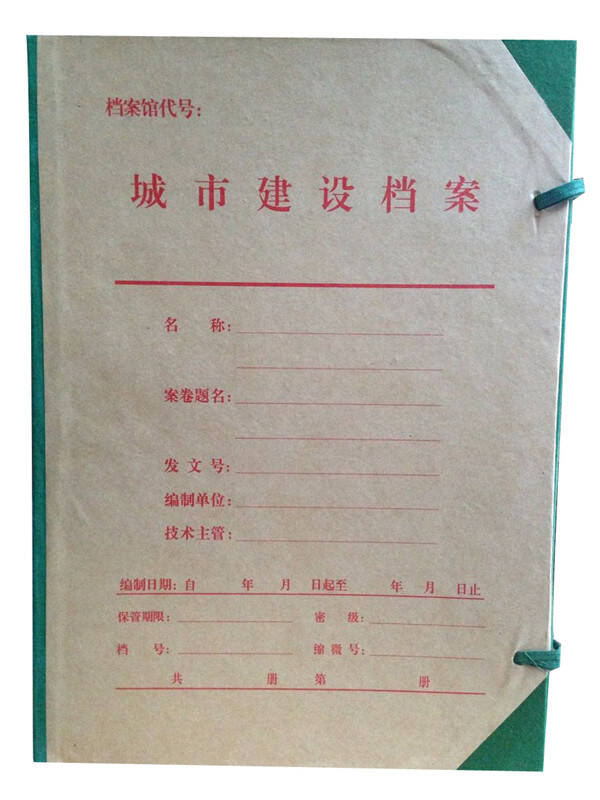 档案馆代号:
城市建设档案
名 称:
案卷题名:
发文号:
编制单位:
技术主管:
编制日期: 自 年 月 日起至 年 月 日止
保管期限: 密 级:
档 号: 缩微号:
共 册 第 册